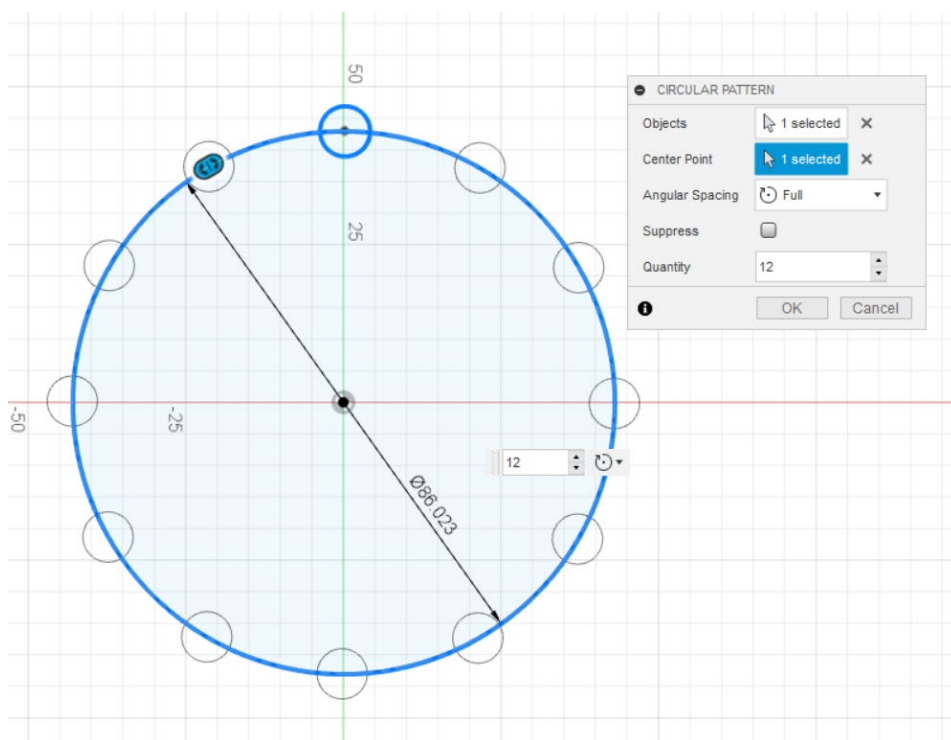 50
CIRCULAR PATTERN
Objects
1 selected
Center Point
1 selected
Angular Spacing
Full
Suppress
Quantity
12
OK
Cancel
25
-50
-25
12
Ø86.023